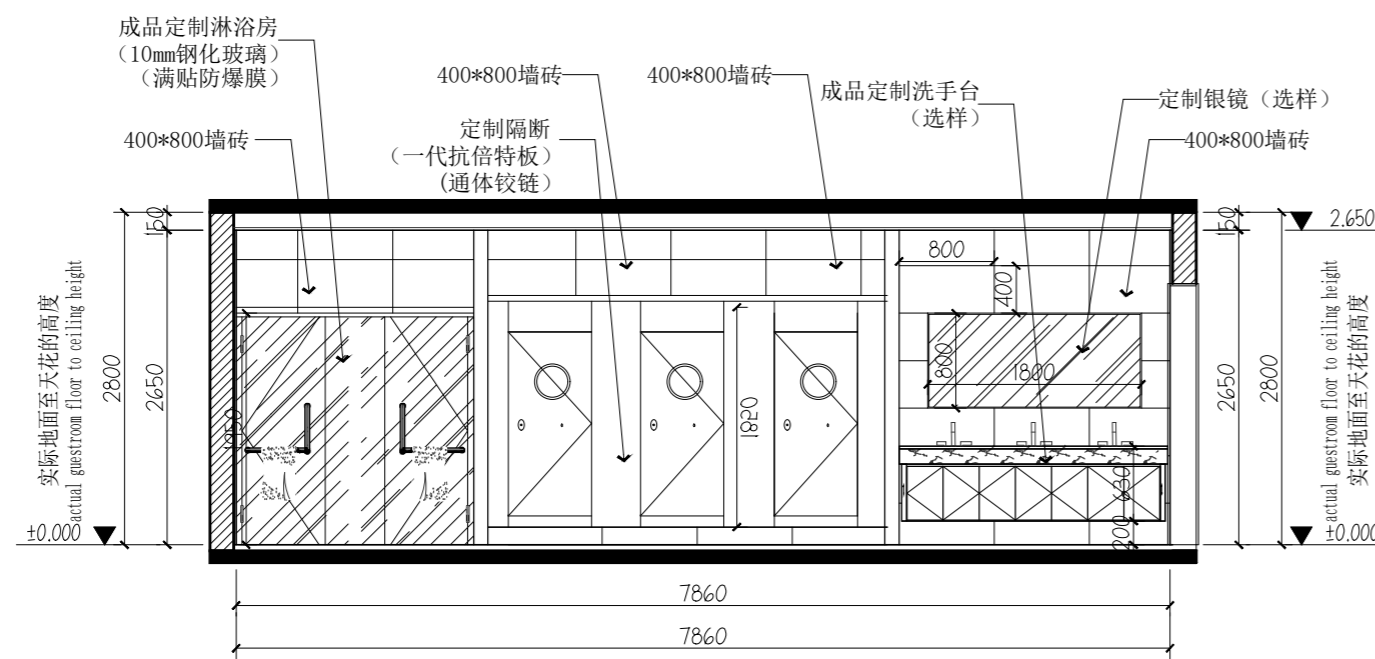 成品定制淋浴房
（10mm钢化玻璃）
（满贴防爆膜）
400*800墙砖
400*800墙砖
定制隔断
（一代抗倍特板）
(通体铰链）
400*800墙砖
成品定制洗手台
（选样）
定制银镜（选样）
400*800墙砖
150
2800
2650
实际地面至天花的高度
actual guestroom floor to ceiling height
±0.000
1820
800
400
800
1800
630
200
150
2.650
2650
2800
actual guestroom floor to ceiling height
实际地面至天花的高度
±0.000
7860
7860